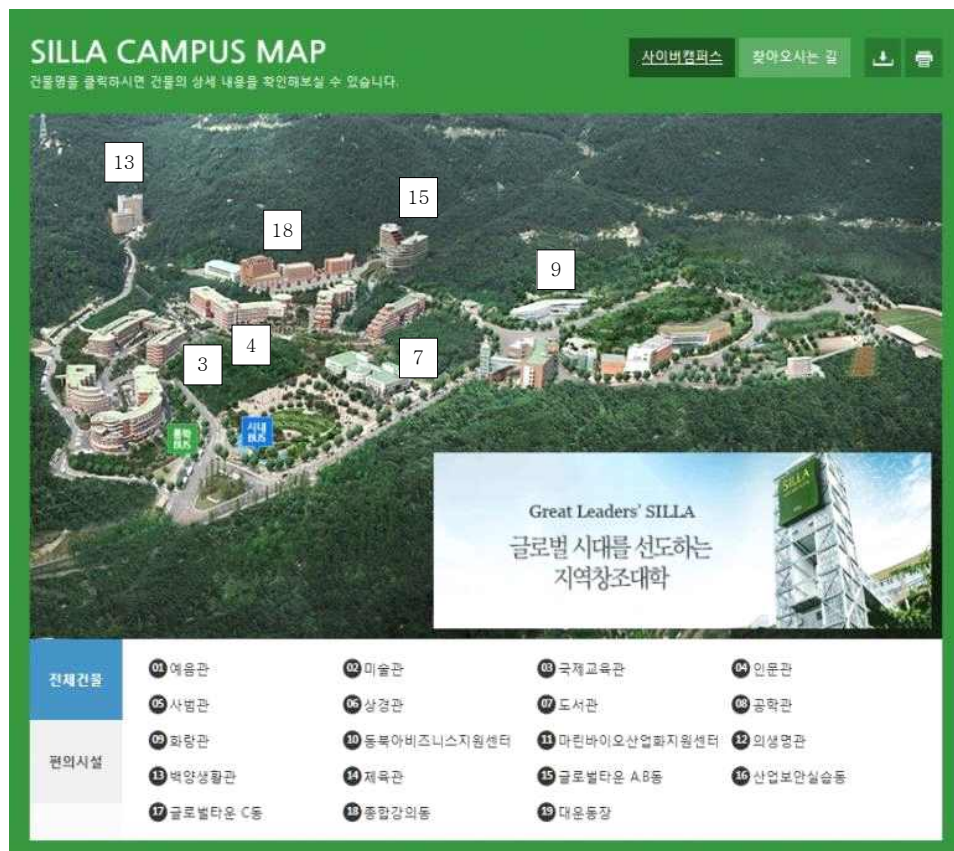 SILLA CAMPUS MAP
건물명을 클릭하시면 건물의 상세 내용을 확인해보실 수 있습니다.
사이버캠퍼스 찾아오시는 길
13
15
18
9
4
7
3
통학
BUS
시내
BUS
SILLA
Great Leaders' SILLA
글로벌 시대를 선도하는
지역창조대학
전체건물
편의시설
01 예음관 02 미술관 03 국제교육관 04 인문관
05 사범관 06 상경관 07 도서관 08 공학관
09 화랑관 10 동북아비즈니스지원센터 11 마린바이오산업화지원센터 12 의생명관
13 백양생활관 14 체육관 15 글로벌타운 A.B동 16 산업보안실습동
17 글로벌타운 C동 18 종합강의동 19 대운동장